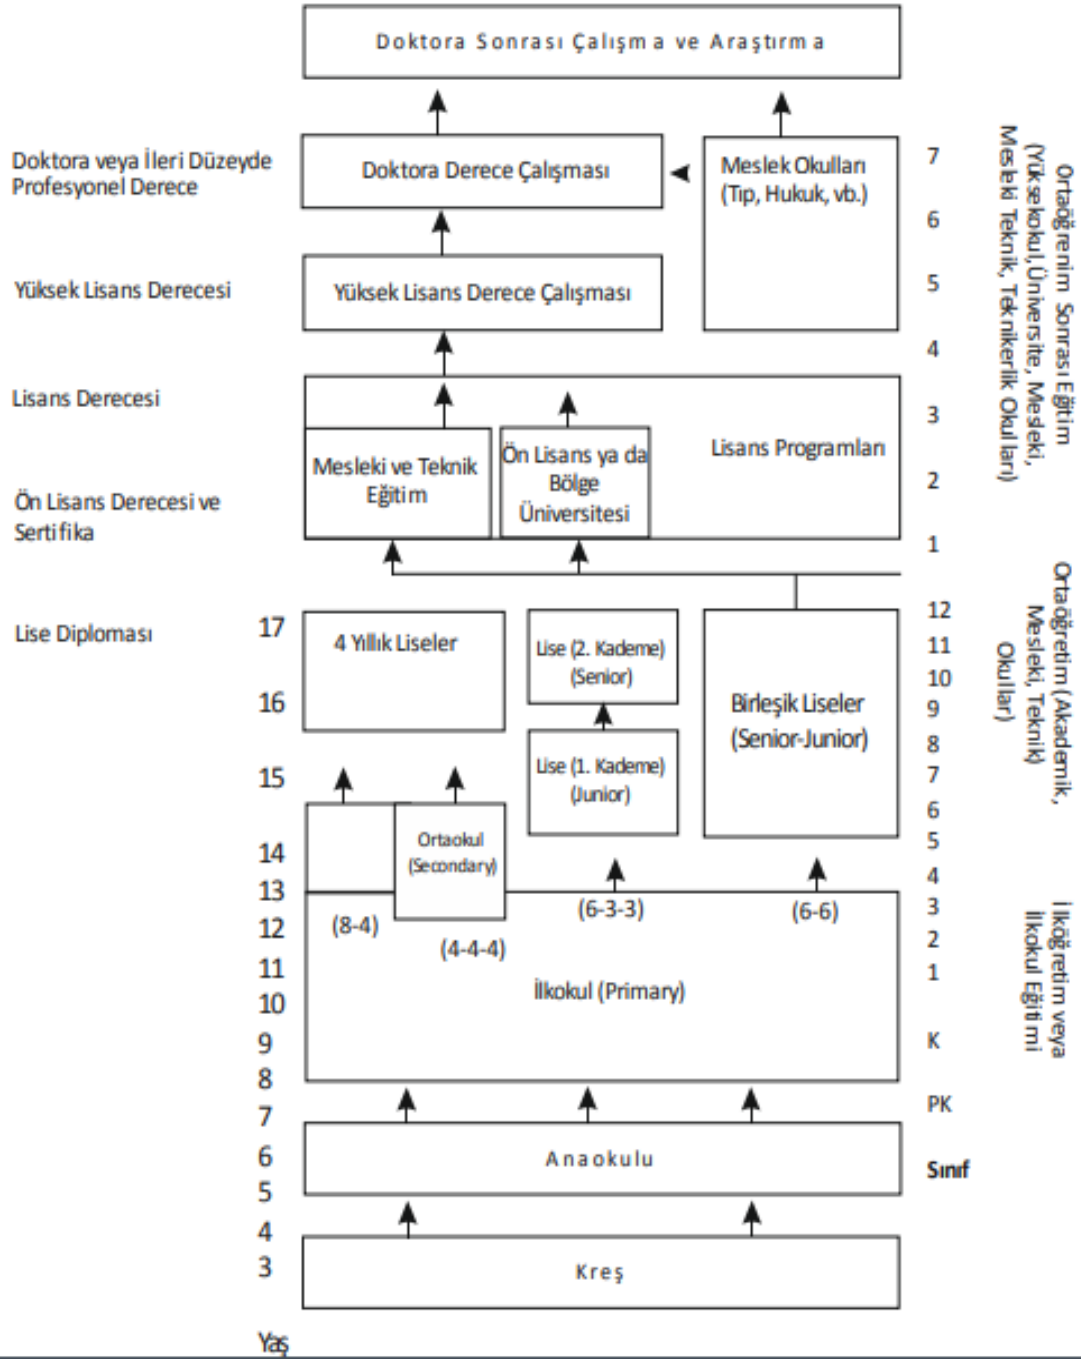 Doktora Sonrası Çalışma ve Araştırma
Doktora veya İleri Düzeyde
Profesyonel Derece
Doktora Derece Çalışması
Meslek Okulları
(Tıp, Hukuk, vb.)
7
6
5
4
3
2
1
Ortaöğrenim Sonrası Eğitim
(Yüksekokul,Üniversite, Mesleki,
Mesleki Teknik, Teknikerlik Okulları)
Yüksek Lisans Derecesi
Yüksek Lisans Derece Çalışması
Lisans Derecesi
Lisans Programları
Mesleki ve Teknik
Eğitim
Ön Lisans ya da
Bölge
Üniversitesi
Ön Lisans Derecesi ve
Sertifika
Lise Diploması
17
16
15
14
13
12
11
10
9
8
7
6
5
4
3
Yaş
4 Yıllık Liseler
Lise (2. Kademe)
(Senior)
Lise (1. Kademe)
(Junior)
Birleşik Liseler
(Senior-Junior)
Ortaokul
(Secondary)
(8-4)
(4-4-4)
(6-3-3)
(6-6)
İlkokul (Primary)
Anaokulu
Kreş
12
11
10
9
8
7
6
5
4
3
2
1
K
PK
Sınıf
Ortaöğretim (Akademik,
Mesleki, Teknik)
Okullar)
İlköğretim veya
İlkokul Eğitimi